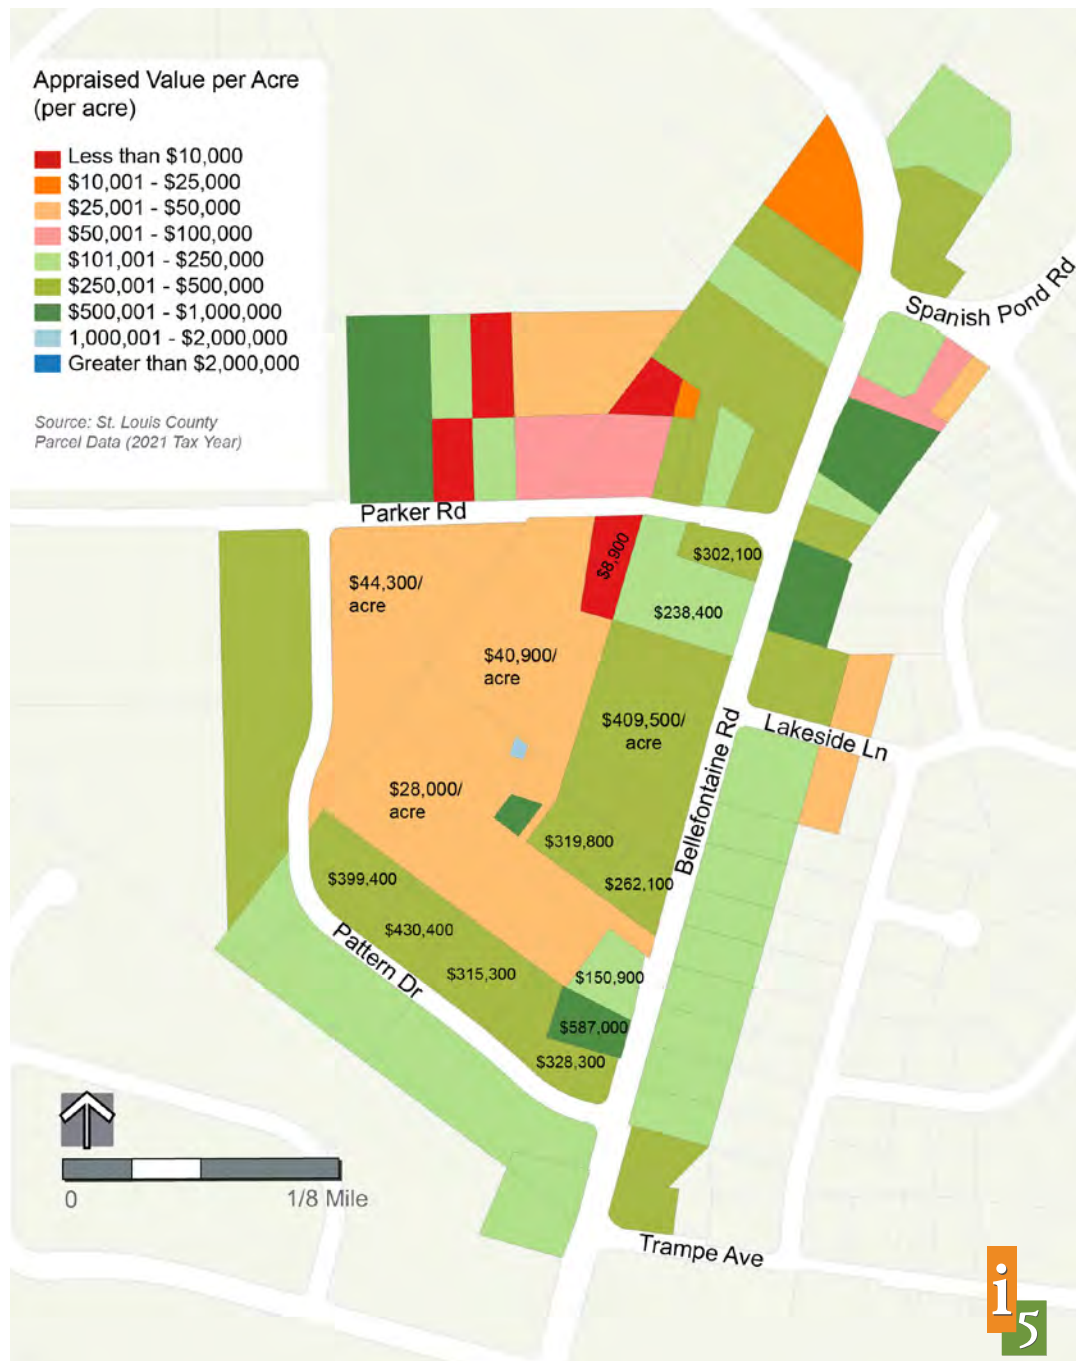 Appraised Value per Acre
(per acre)
Less than $10,000
$10,001 - $25,000
$25,001 - $50,000
$50,001 - $100,000
$101,001 - $250,000
$250,001 - $500,000
$500,001 - $1,000,000
1,000,001 - $2,000,000
Greater than $2,000,000
Source: St. Louis County
Parcel Data (2021 Tax Year)
Spanish Pond Rd
Parker Rd
$8,900
$302,100
$44,300/
acre
$238,400
$40,900/
acre
$409,500/
acre
Bellefontaine Rd
Lakeside Ln
$28,000/
acre
$319,800
$399,400
$262,100
$430,400
Pattern Dr
$315,300
$150,900
$587,000
$328,300
0
1/8 Mile
Trampe Ave
i
5